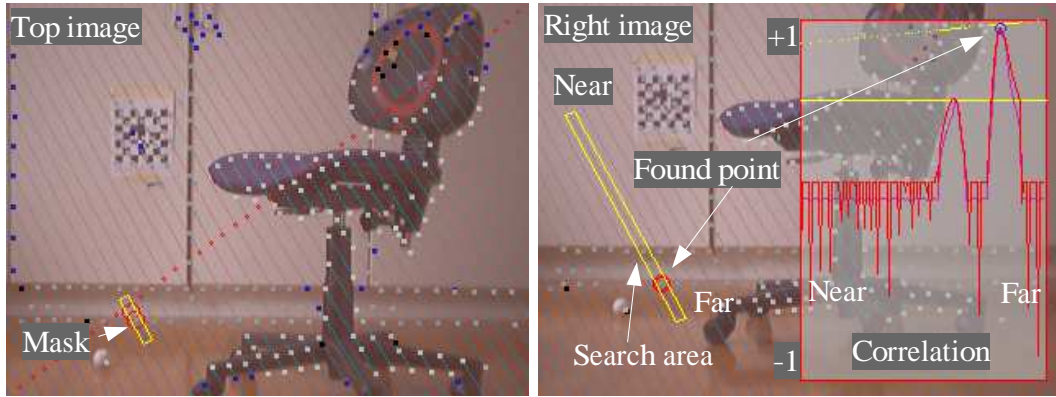 Top image
Mask
Right image
+1
Near
Found point
Near
Far
Far
Search area
Correlation
-1